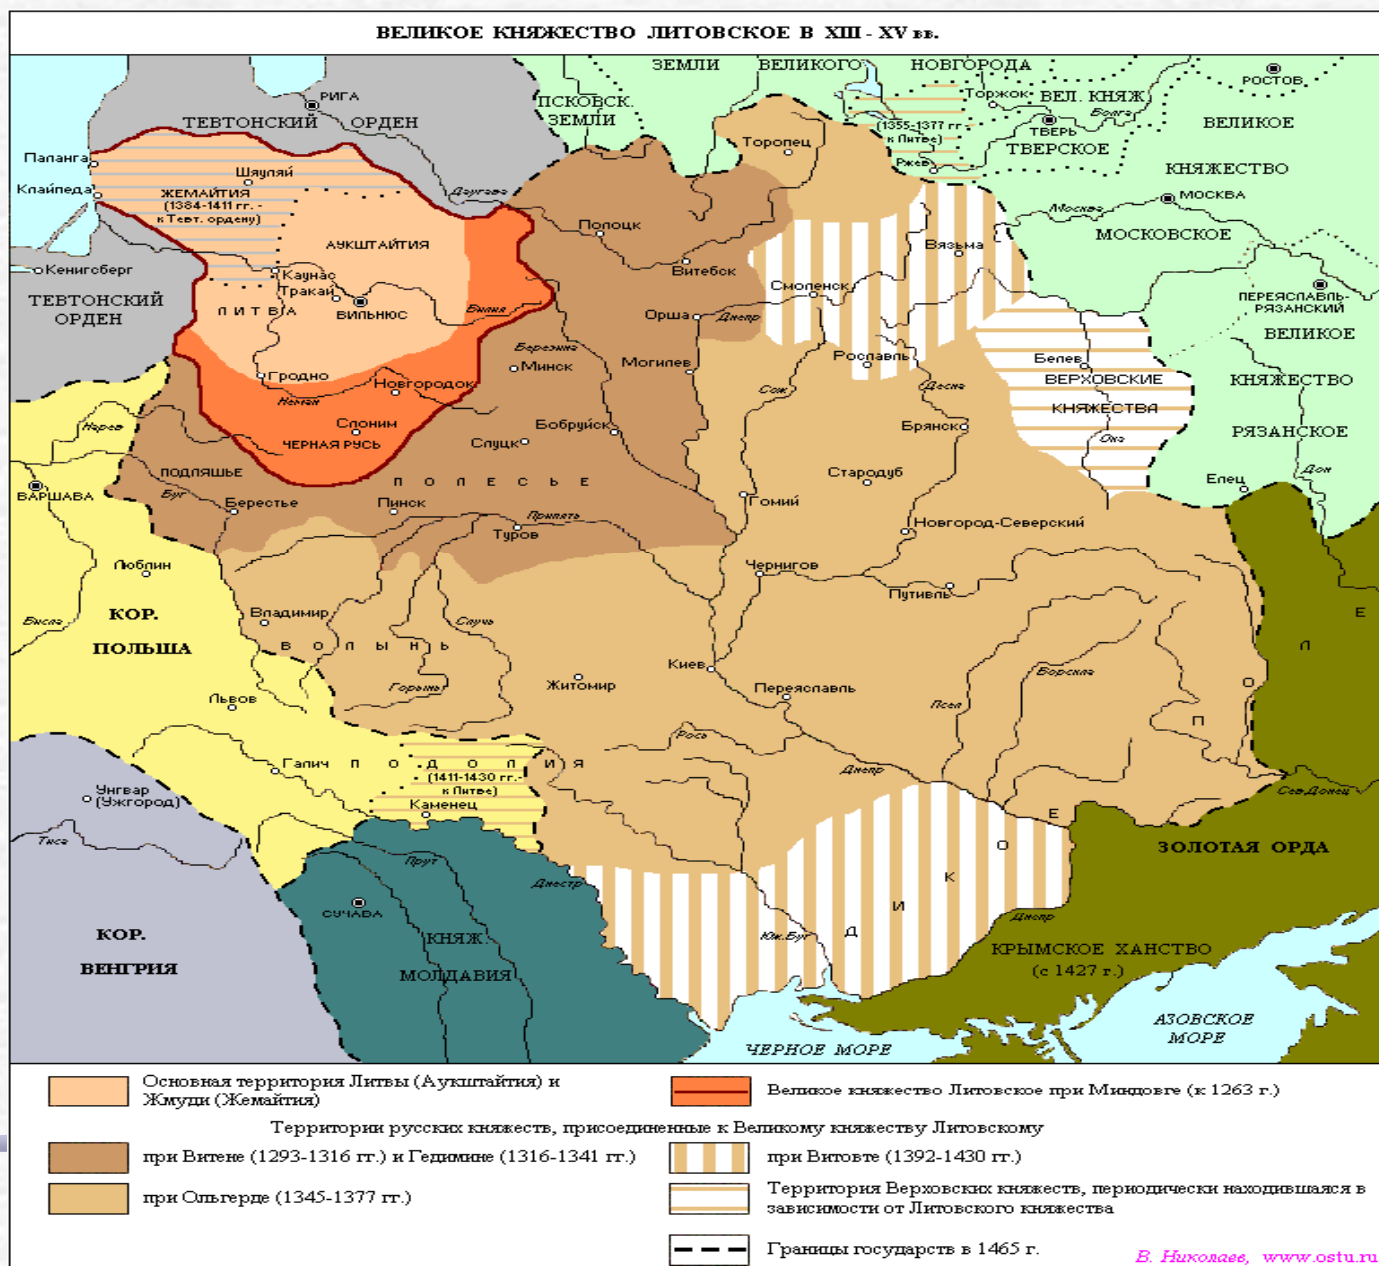 ВЕЛИКОЕ КНЯЖЕСТВО ЛИТОВСКОЕ В XIII - XV вв.
ЗЕМЛИ ВЕЛИКОГО НОВГОРОДА
РОСТОВ
ПСКОВСК.
ЗЕМЛИ
Торжок
ВЕЛ. КНЯЖ.
Волга
РИГА
ТЕВТОНСКИЙ ОРДЕН
(1355-1377 гг.-
к Литве)
ТВЕРЬ
ТВЕРСКОЕ
ВЕЛИКОЕ
Торопец
Ржев
КНЯЖЕСТВО
Паланга
Шяуляй
Клайпеда
ЖЕМАЙТИЯ
(1384-1411 гг. -
к Тевт. ордену)
Даугава
МОСКВА
Москва
МОСКОВСКОЕ
Полоцк
АУКШТАЙТИЯ
Вязьма
Витебск
Кенигсберг
Каунас
Тракай
Смоленск
ПЕРЕЯСЛАВЛЬ-
РЯЗАНСКИЙ
ТЕВТОНСКИЙ
ОРДЕН
ЛИТВА
ВИЛЬНЮС
Вилия
Орша
Днепр
ВЕЛИКОЕ
Березина
Минск
Могилев
Рославль
Белев
Гродно
Новгородок
Неман
Сож
Десна
ВЕРХОВСКИЕ
КНЯЖЕСТВА
КНЯЖЕСТВО
Нарев
Слоним
ЧЕРНАЯ РУСЬ
Слуцк
Бобруйск
Брянск
Ока
РЯЗАНСКОЕ
ПОДЛЯШЬЕ
ПОЛЕСЬЕ
Стародуб
Елец
Дон
ВАРШАВА
Буг
Берестье
Пинск
Припять
Туров
Гомий
Новгород-Северский
Люблин
Чернигов
Путивль
КОР.
ПОЛЬША
Висла
Владимир
Случь
ВОЛЫНЬ
Киев
Житомир
Горынь
Переяславль
Псел
Ворскла
Львов
Рось
Галич
ПОДОЛИЯ
(1411-1430 гг.-
к Литве)
Каменец
Днепр
Сев.Донец
Унгвар
(Ужгород)
Тиса
Прут
Днестр
ДИКОЕ ПОЛЕ
ЗОЛОТАЯ ОРДА
СУЧАВА
КОР.
ВЕНГРИЯ
КНЯЖ.
МОЛДАВИЯ
Юж.Буг
Днепр
КРЫМСКОЕ ХАНСТВО
(с 1427 г.)
АЗОВСКОЕ
МОРЕ
ЧЕРНОЕ МОРЕ
Основная территория Литвы (Аукштайтия) и
Жмуди (Жемайтия)
Великое княжество Литовское при Миндовге (к 1263 г.)
Территории русских княжеств, присоединенные к Великому княжеству Литовскому
при Витене (1293-1316 гг.) и Гедимине (1316-1341 гг.)
при Витовте (1392-1430 гг.)
при Ольгерде (1345-1377 гг.)
Территория Верховских княжеств, периодически находившаяся в
зависимости от Литовского княжества
Границы государств в 1465 г.
В. Николаев, www.ostu.ru